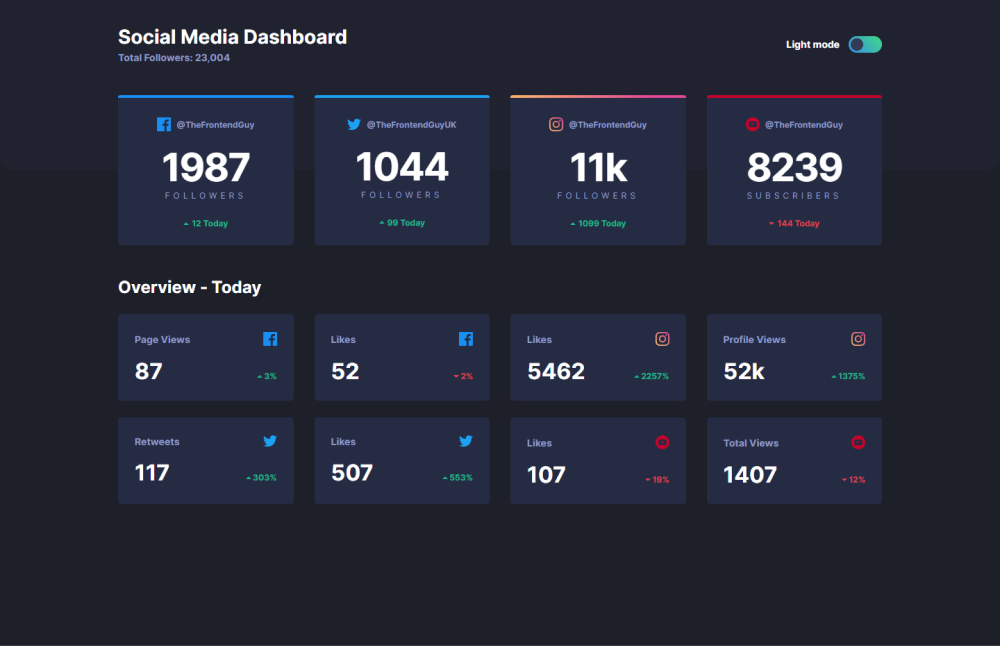 Social Media Dashboard
Total Followers: 23,004
Light mode
@TheFrontendGuy
1987
FOLLOWERS
12 Today
@TheFrontendGuyUK
1044
FOLLOWERS
99 Today
@TheFrontendGuy
11k
FOLLOWERS
1099 Today
@TheFrontendGuy
8239
SUBSCRIBERS
144 Today
Overview - Today
Page Views
87
3%
Likes
52
2%
Likes
5462
2257%
Profile Views
52k
1375%
Retweets
117
303%
Likes
507
553%
Likes
107
19%
Total Views
1407
12%